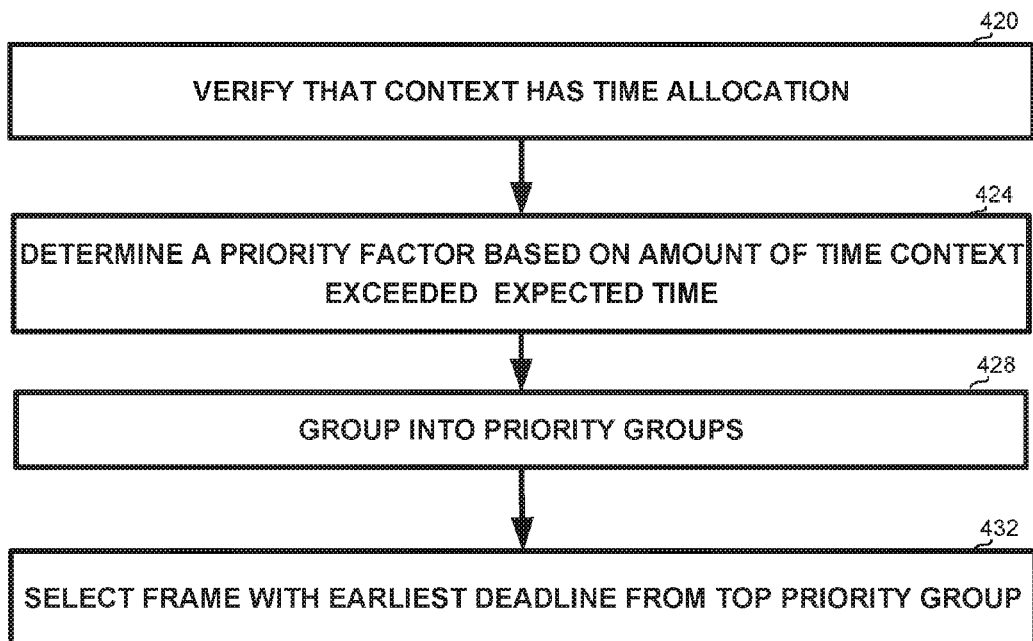 420
VERIFY THAT CONTEXT HAS TIME ALLOCATION
424
DETERMINE A PRIORITY FACTOR BASED ON AMOUNT OF TIME CONTEXT
EXCEEDED EXPECTED TIME
428
GROUP INTO PRIORITY GROUPS
432
SELECT FRAME WITH EARLIEST DEADLINE FROM TOP PRIORITY GROUP